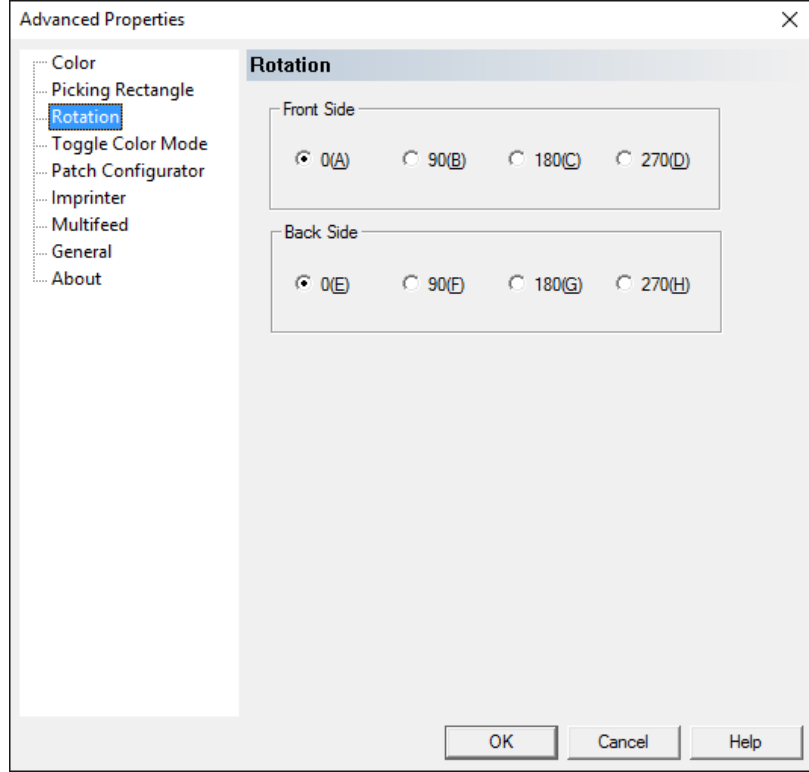 Advanced Properties
Color
Picking Rectangle
Rotation
Toggle Color Mode
Patch Configurator
Imprinter
Multifeed
General
About
Rotation
Front Side
0(A) 90(B) 180(C) 270(D)
Back Side
0(E) 90(F) 180(G) 270(H)
OK Cancel Help